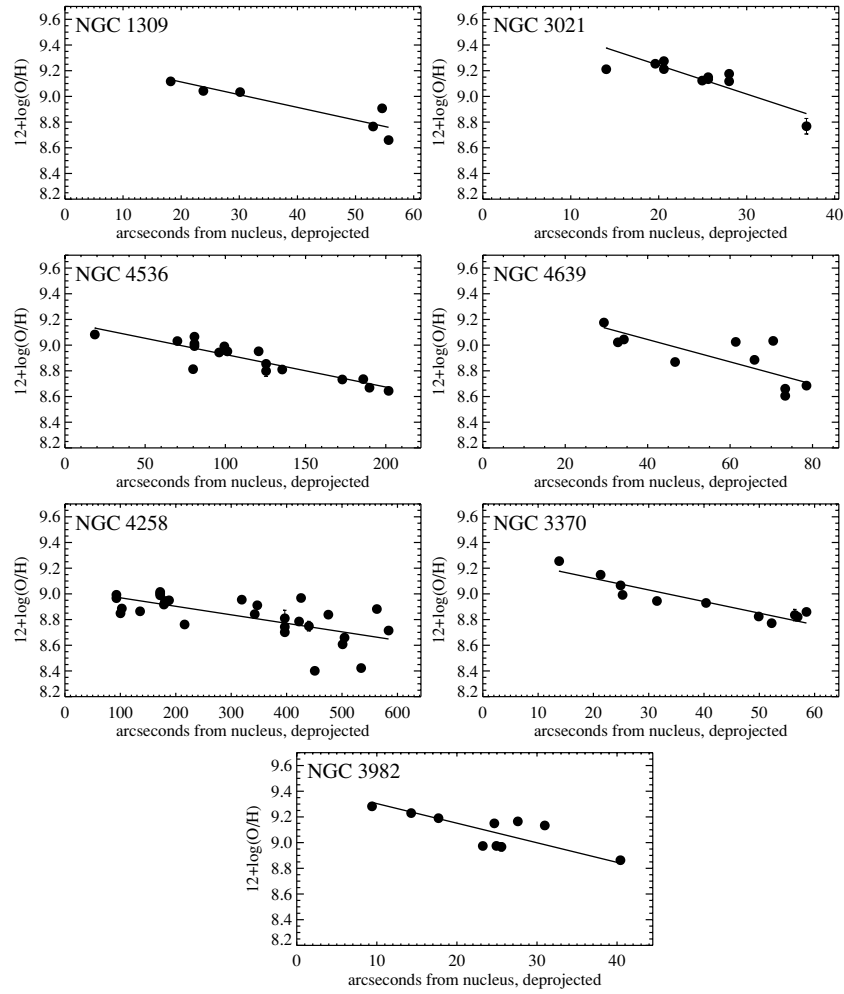 NGC 1309
12+log(O/H)
9.6
9.4
9.2
9.0
8.8
8.6
8.4
8.2
0 10 20 30 40 50 60
arcseconds from nucleus, deprojected
NGC 3021
12+log(O/H)
9.6
9.4
9.2
9.0
8.8
8.6
8.4
8.2
0 10 20 30 40
arcseconds from nucleus, deprojected
NGC 4536
12+log(O/H)
9.6
9.4
9.2
9.0
8.8
8.6
8.4
8.2
0 50 100 150 200
arcseconds from nucleus, deprojected
NGC 4639
12+log(O/H)
9.6
9.4
9.2
9.0
8.8
8.6
8.4
8.2
0 20 40 60 80
arcseconds from nucleus, deprojected
NGC 4258
12+log(O/H)
9.6
9.4
9.2
9.0
8.8
8.6
8.4
8.2
0 100 200 300 400 500 600
arcseconds from nucleus, deprojected
NGC 3370
12+log(O/H)
9.6
9.4
9.2
9.0
8.8
8.6
8.4
8.2
0 10 20 30 40 50 60
arcseconds from nucleus, deprojected
NGC 3982
12+log(O/H)
9.6
9.4
9.2
9.0
8.8
8.6
8.4
8.2
0 10 20 30 40
arcseconds from nucleus, deprojected